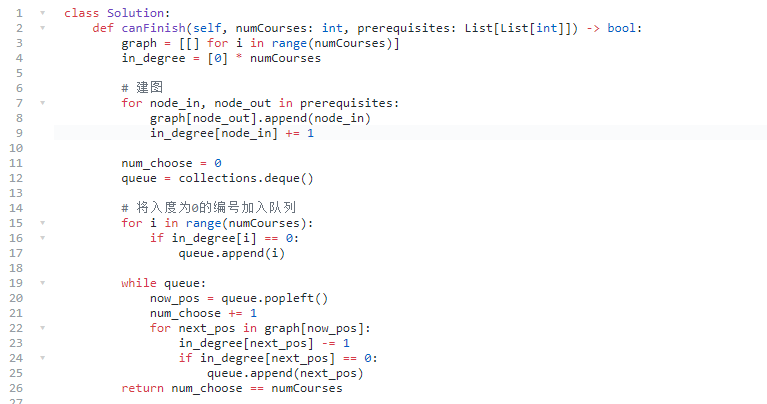 1 class Solution:
2     def canFinish(self, numCourses: int, prerequisites: List[List[int]]) -> bool:
3         graph = [[] for i in range(numCourses)]
4         in_degree = [0] * numCourses
5
6         # 建图
7         for node_in, node_out in prerequisites:
8             graph[node_out].append(node_in)
9             in_degree[node_in] += 1
10
11         num_choose = 0
12         queue = collections.deque()
13
14         # 将入度为0的编号加入队列
15         for i in range(numCourses):
16             if in_degree[i] == 0:
17                 queue.append(i)
18
19         while queue:
20             now_pos = queue.popleft()
21             num_choose += 1
22             for next_pos in graph[now_pos]:
23                 in_degree[next_pos] -= 1
24                 if in_degree[next_pos] == 0:
25                     queue.append(next_pos)
26         return num_choose == numCourses
27